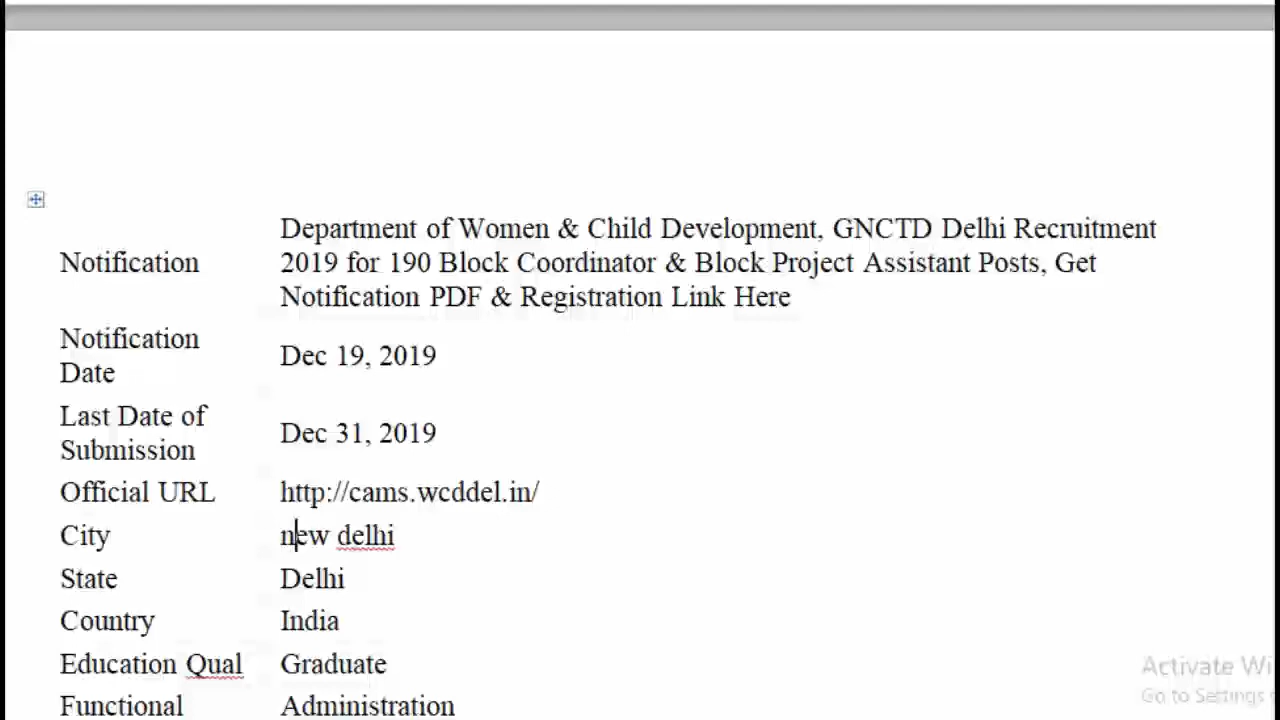 Department of Women & Child Development, GNCTD Delhi Recruitment
Notification 2019 for 190 Block Coordinator & Block Project Assistant Posts, Get
Notification PDF & Registration Link Here
Notification
Date
Dec 19, 2019
Last Date of
Submission
Dec 31, 2019
Official URL http://cams.wcddel.in/
City new delhi
State Delhi
Country India
Education Qual Graduate
Functional Administration
Activate Wi
Go to Settings